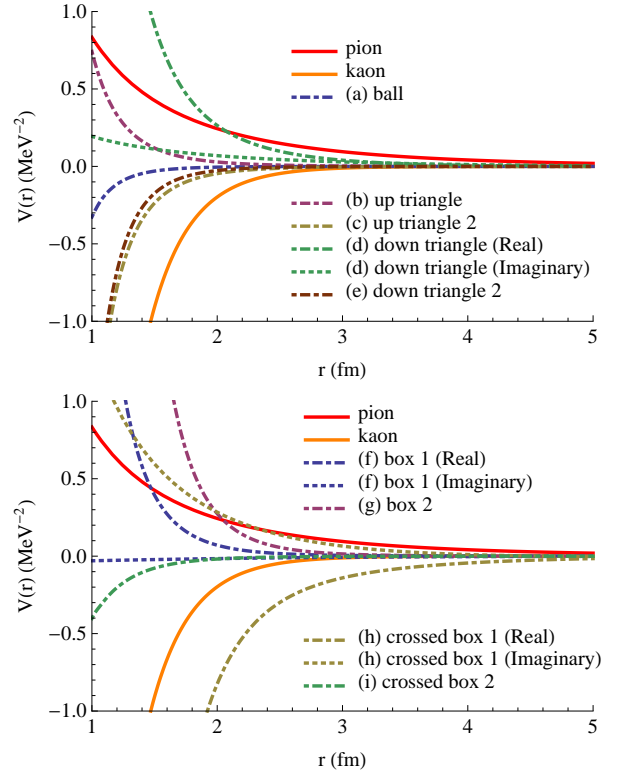 1.0
0.5
0.0
−0.5
−1.0
V(r) (MeV⁻²)
pion
kaon
(a) ball
(b) up triangle
(c) up triangle 2
(d) down triangle (Real)
(d) down triangle (Imaginary)
(e) down triangle 2
1 2 3 4 5
r (fm)
1.0
0.5
0.0
−0.5
−1.0
V(r) (MeV⁻²)
pion
kaon
(f) box 1 (Real)
(f) box 1 (Imaginary)
(g) box 2
(h) crossed box 1 (Real)
(h) crossed box 1 (Imaginary)
(i) crossed box 2
1 2 3 4 5
r (fm)